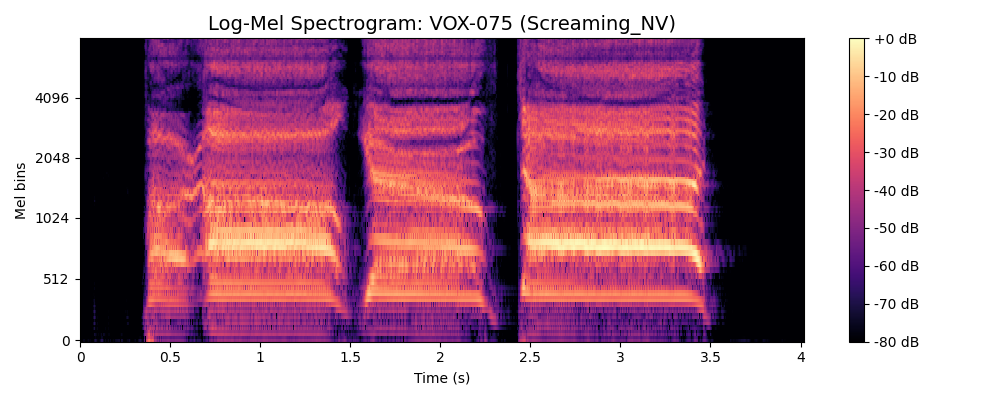 Log-Mel Spectrogram: VOX-075 (Screaming_NV)
Mel bins
4096
2048
1024
512
0
0
0.5
1
1.5
2
2.5
3
3.5
4
Time (s)
+0 dB
-10 dB
-20 dB
-30 dB
-40 dB
-50 dB
-60 dB
-70 dB
-80 dB